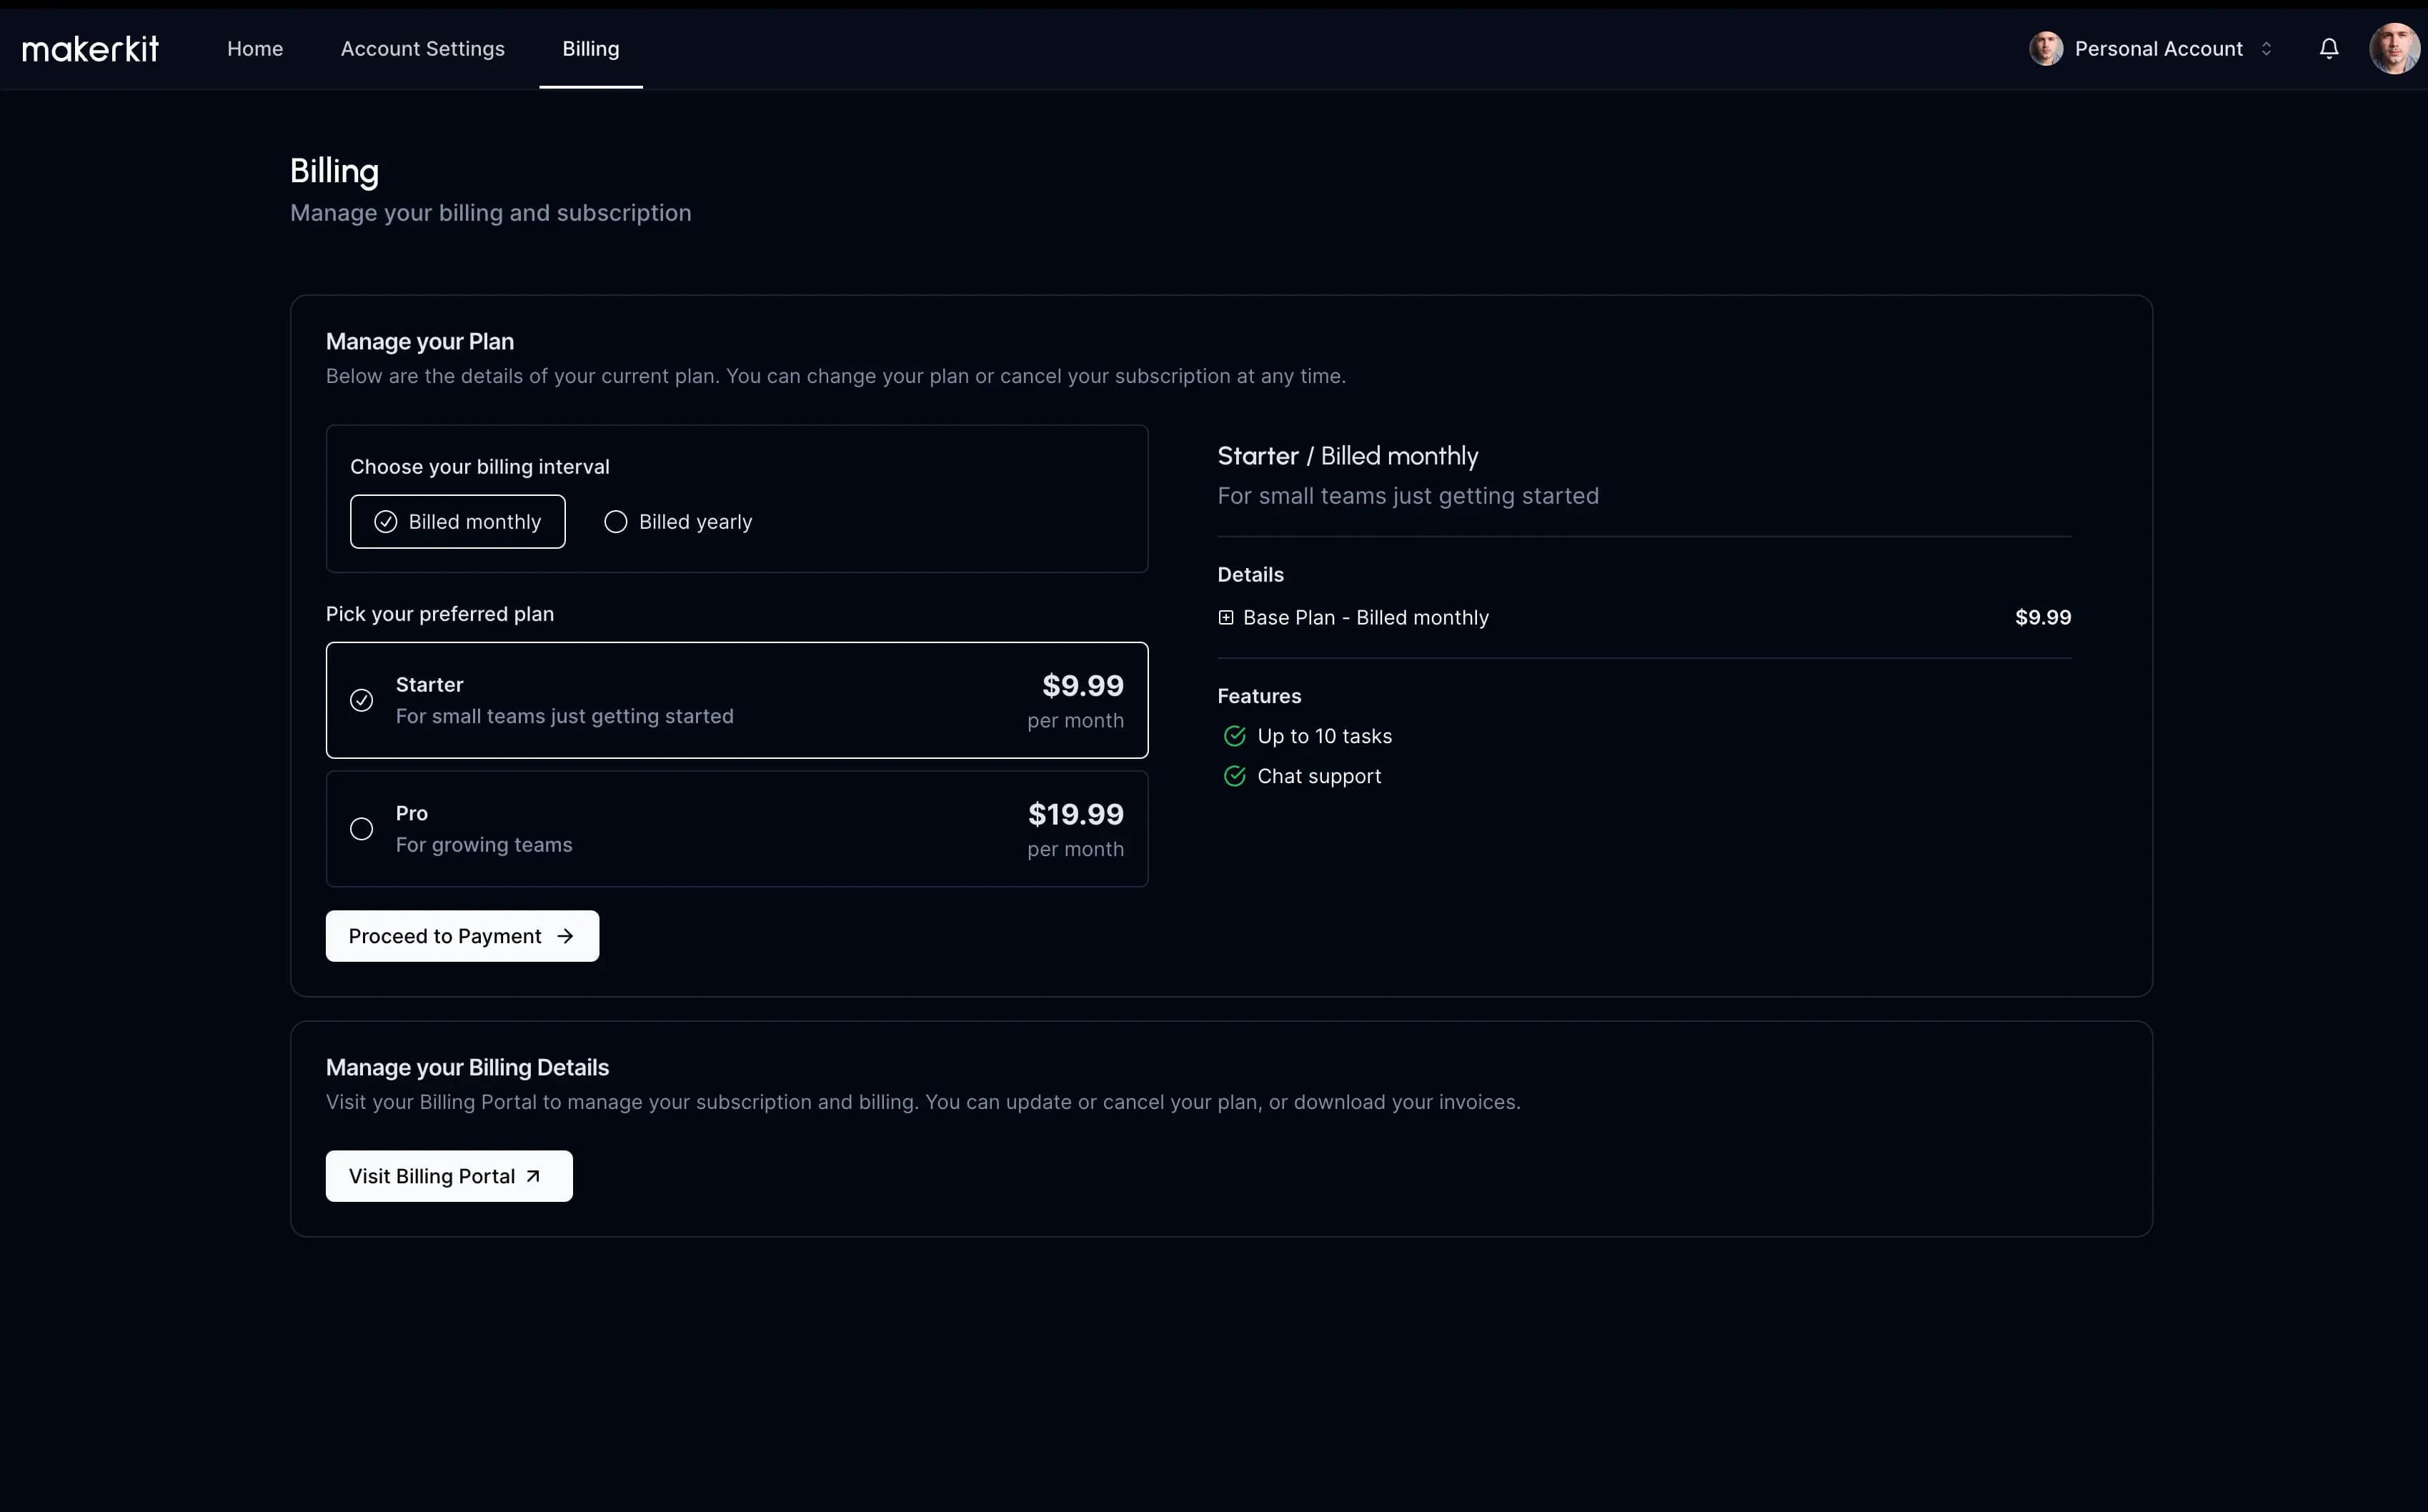 makerkit
Home
Account Settings
Billing
Personal Account
Billing
Manage your billing and subscription
Manage your Plan
Below are the details of your current plan. You can change your plan or cancel your subscription at any time.
Choose your billing interval
Billed monthly
Billed yearly
Pick your preferred plan
Starter
For small teams just getting started
$9.99
per month
Pro
For growing teams
$19.99
per month
Proceed to Payment
Starter / Billed monthly
For small teams just getting started
Details
Base Plan - Billed monthly
$9.99
Features
Up to 10 tasks
Chat support
Manage your Billing Details
Visit your Billing Portal to manage your subscription and billing. You can update or cancel your plan, or download your invoices.
Visit Billing Portal